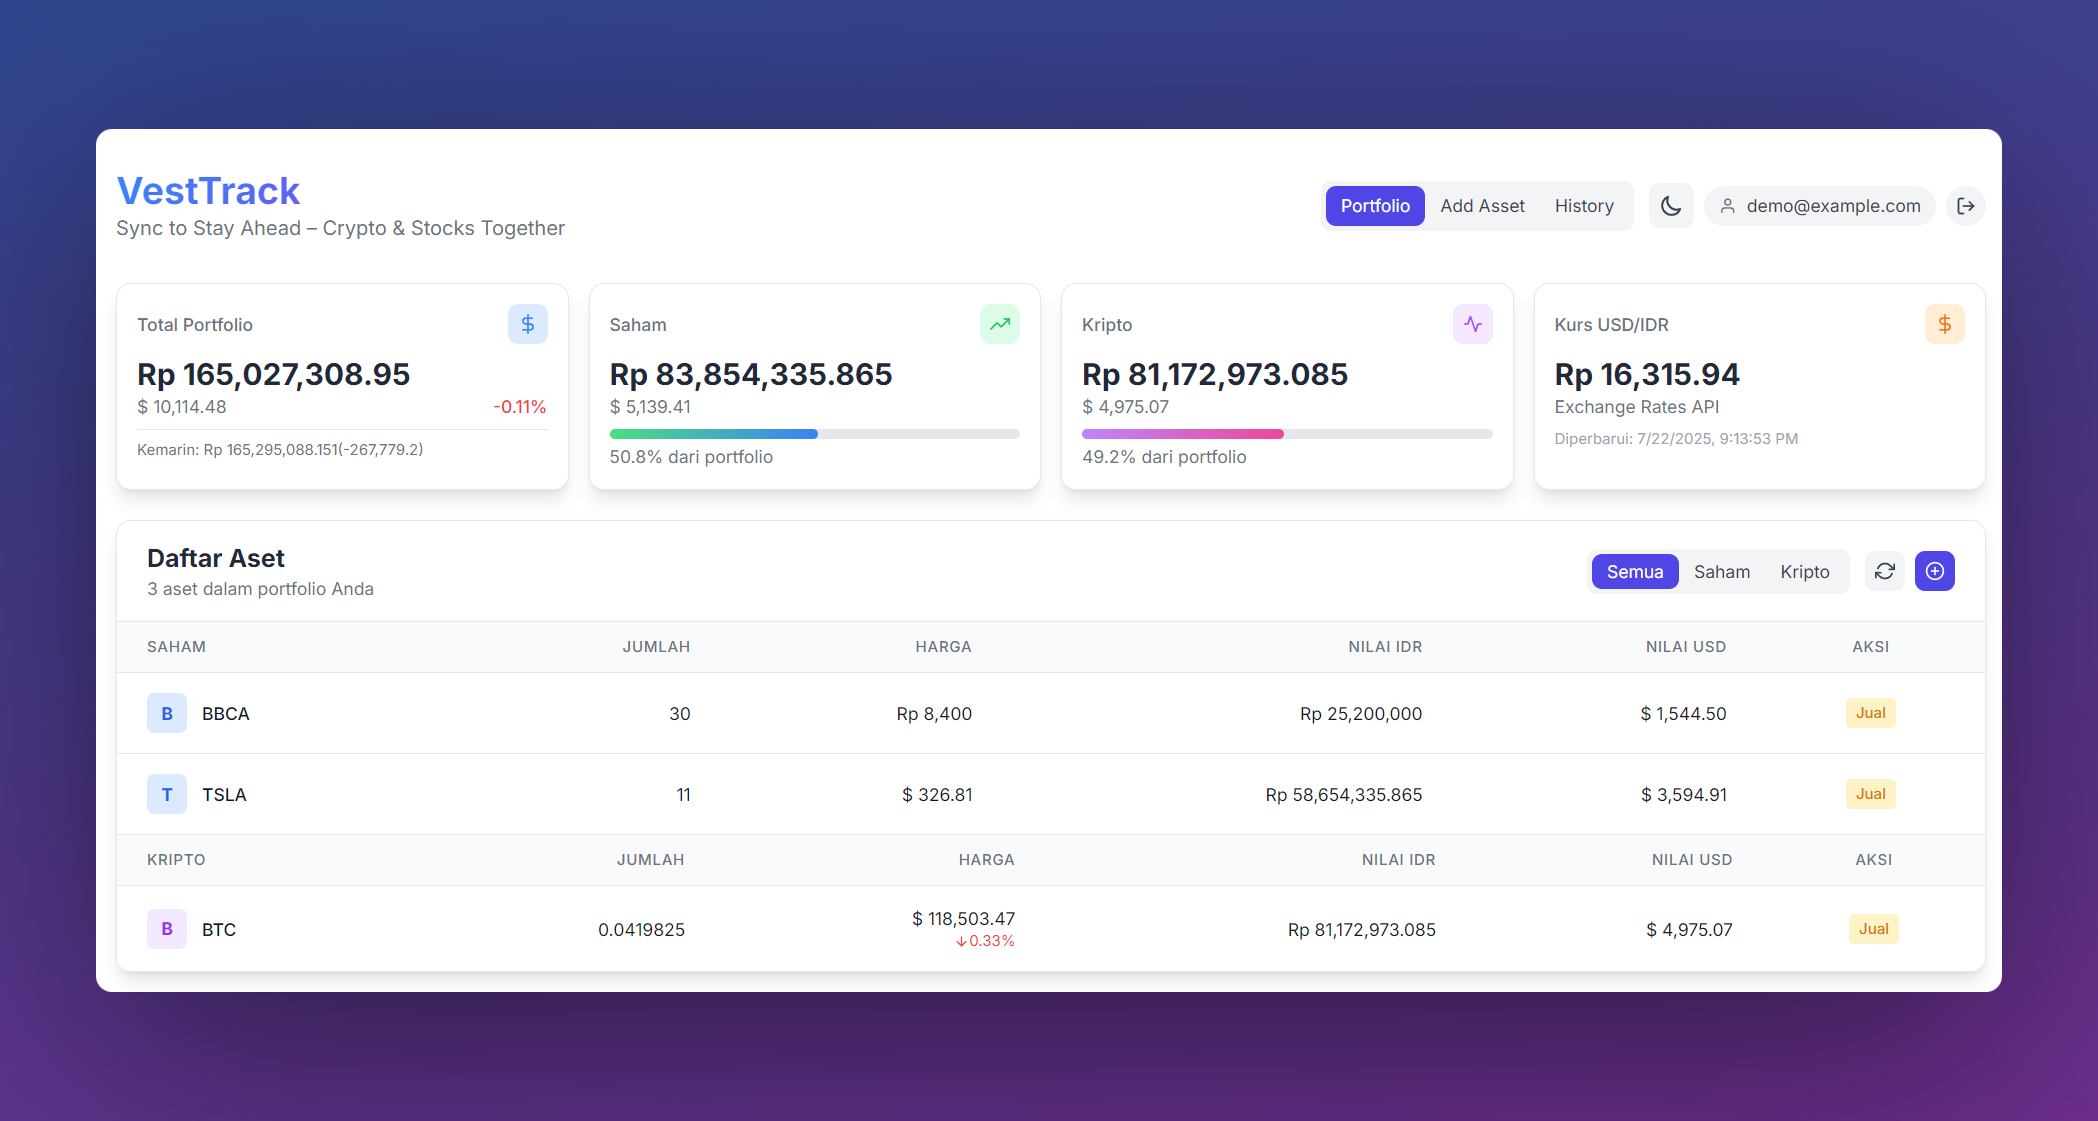 VestTrack
Sync to Stay Ahead – Crypto & Stocks Together
Portfolio Add Asset History
demo@example.com
Total Portfolio
$
Rp 165,027,308.95
$ 10,114.48 -0.11%
Kemarin: Rp 165,295,088.151(-267,779.2)
Saham
Rp 83,854,335.865
$ 5,139.41
50.8% dari portfolio
Kripto
Rp 81,172,973.085
$ 4,975.07
49.2% dari portfolio
Kurs USD/IDR
$
Rp 16,315.94
Exchange Rates API
Diperbarui: 7/22/2025, 9:13:53 PM
Daftar Aset
3 aset dalam portfolio Anda
Semua Saham Kripto
SAHAM JUMLAH HARGA NILAI IDR NILAI USD AKSI
B BBCA 30 Rp 8,400 Rp 25,200,000 $ 1,544.50 Jual
T TSLA 11 $ 326.81 Rp 58,654,335.865 $ 3,594.91 Jual
KRIPTO JUMLAH HARGA NILAI IDR NILAI USD AKSI
B BTC 0.0419825 $ 118,503.47 Rp 81,172,973.085 $ 4,975.07 Jual
↓0.33%